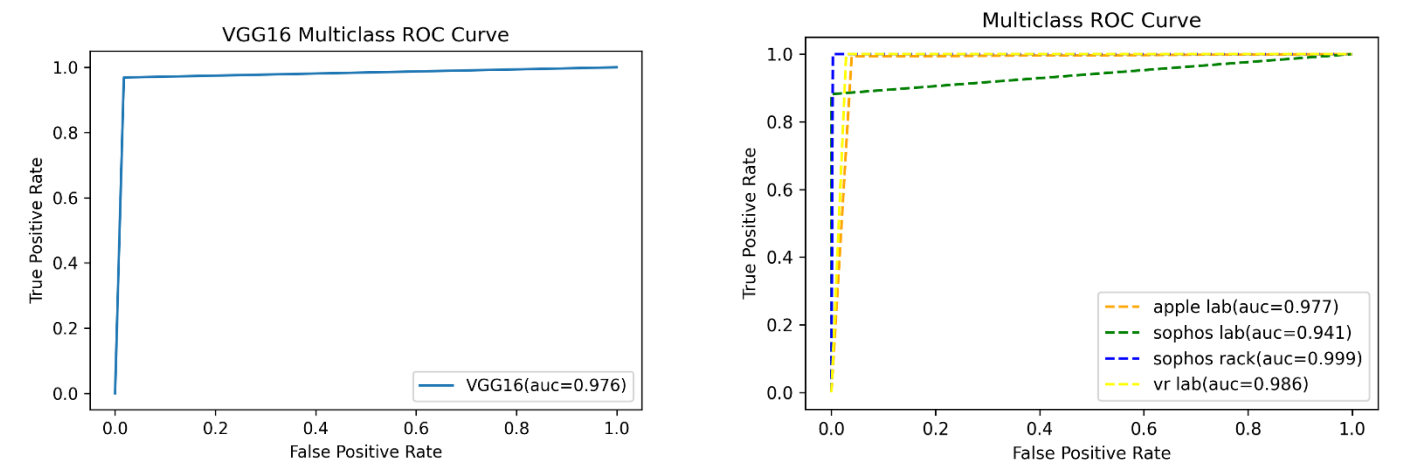 VGG16 Multiclass ROC Curve
True Positive Rate
1.0
0.8
0.6
0.4
0.2
0.0
VGG16(auc=0.976)
0.0 0.2 0.4 0.6 0.8 1.0
False Positive Rate
Multiclass ROC Curve
True Positive Rate
1.0
0.8
0.6
0.4
0.2
0.0
apple lab(auc=0.977)
sophos lab(auc=0.941)
sophos rack(auc=0.999)
vr lab(auc=0.986)
0.0 0.2 0.4 0.6 0.8 1.0
False Positive Rate